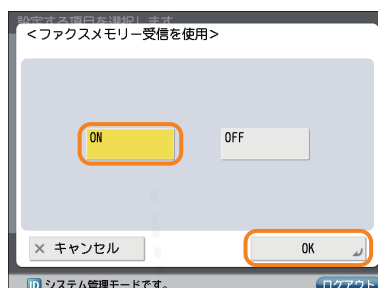 設定する項目を選択します
<ファクスメモリー受信を使用>
ON
OFF
× キャンセル
OK
ID システム管理モードです。
ログアウト